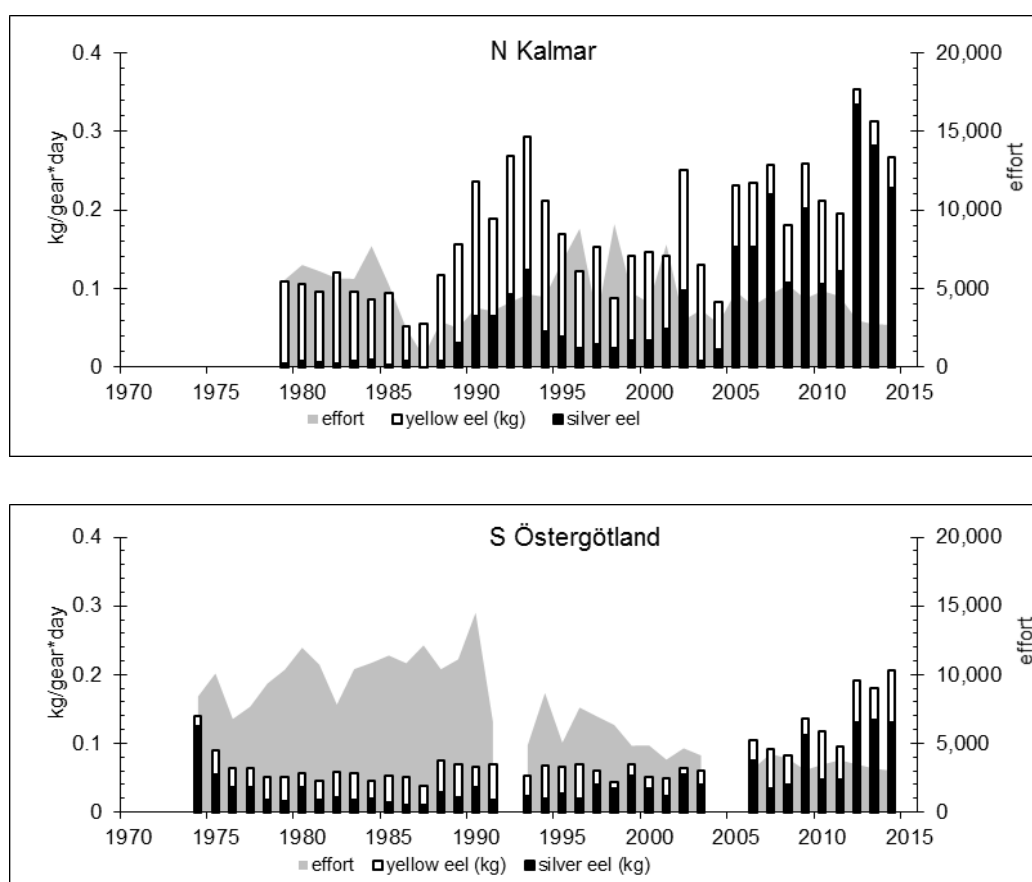 N Kalmar
kg/gear*day
effort
0.4
0.3
0.2
0.1
0
20,000
15,000
10,000
5,000
0
1970 1975 1980 1985 1990 1995 2000 2005 2010 2015
effort yellow eel (kg) silver eel
S Östergötland
kg/gear*day
effort
0.4
0.3
0.2
0.1
0
20,000
15,000
10,000
5,000
0
1970 1975 1980 1985 1990 1995 2000 2005 2010 2015
effort yellow eel (kg) silver eel (kg)